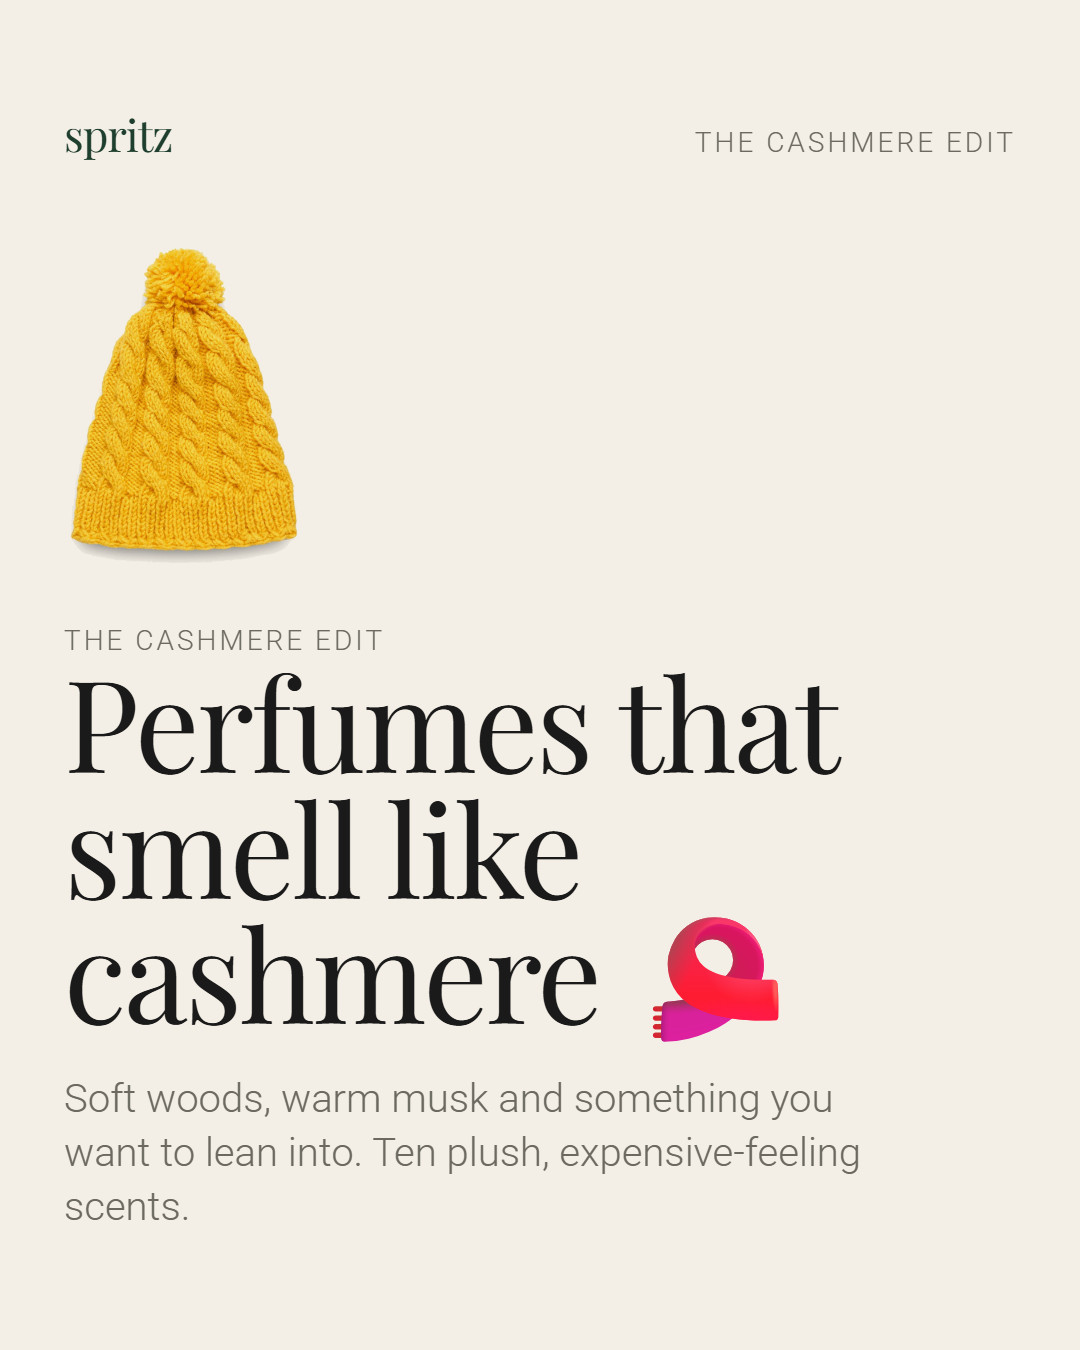 spritz
THE CASHMERE EDIT
THE CASHMERE EDIT
Perfumes that
smell like
cashmere
Soft woods, warm musk and something you
want to lean into. Ten plush, expensive-feeling
scents.